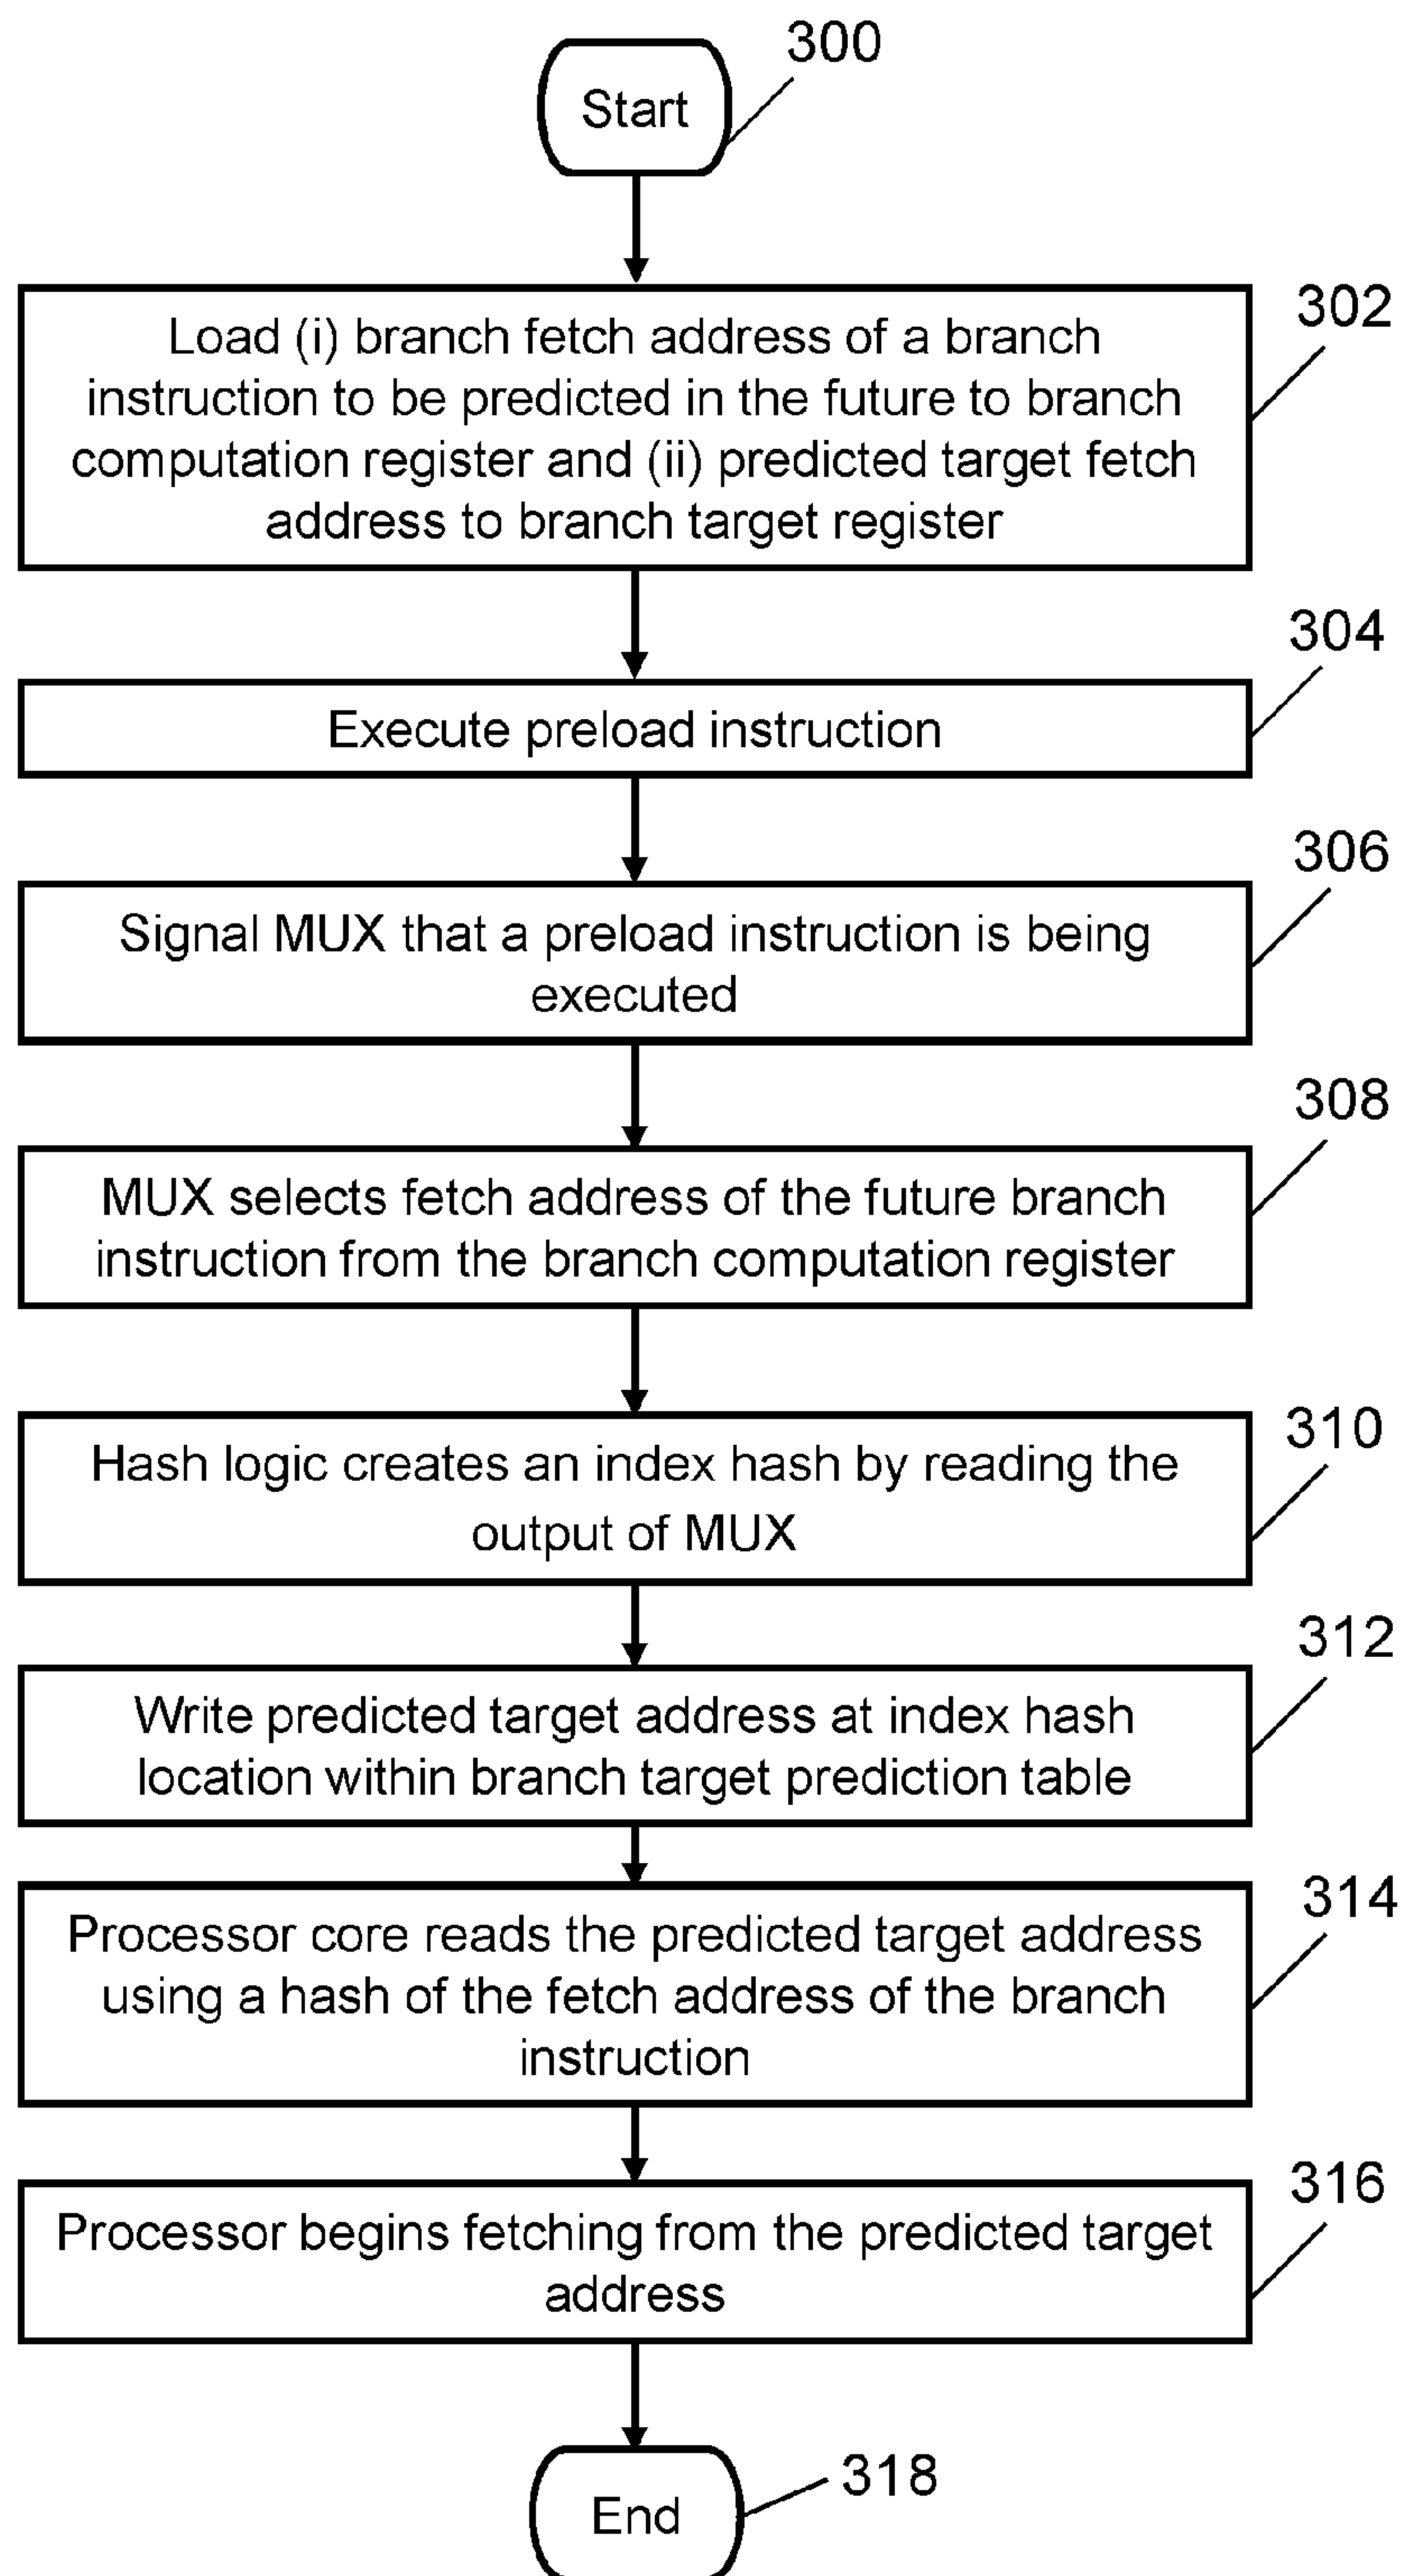 300
Start
302
Load (i) branch fetch address of a branch
instruction to be predicted in the future to branch
computation register and (ii) predicted target fetch
address to branch target register
304
Execute preload instruction
306
Signal MUX that a preload instruction is being
executed
308
MUX selects fetch address of the future branch
instruction from the branch computation register
310
Hash logic creates an index hash by reading the
output of MUX
312
Write predicted target address at index hash
location within branch target prediction table
314
Processor core reads the predicted target address
using a hash of the fetch address of the branch
instruction
316
Processor begins fetching from the predicted target
address
318
End